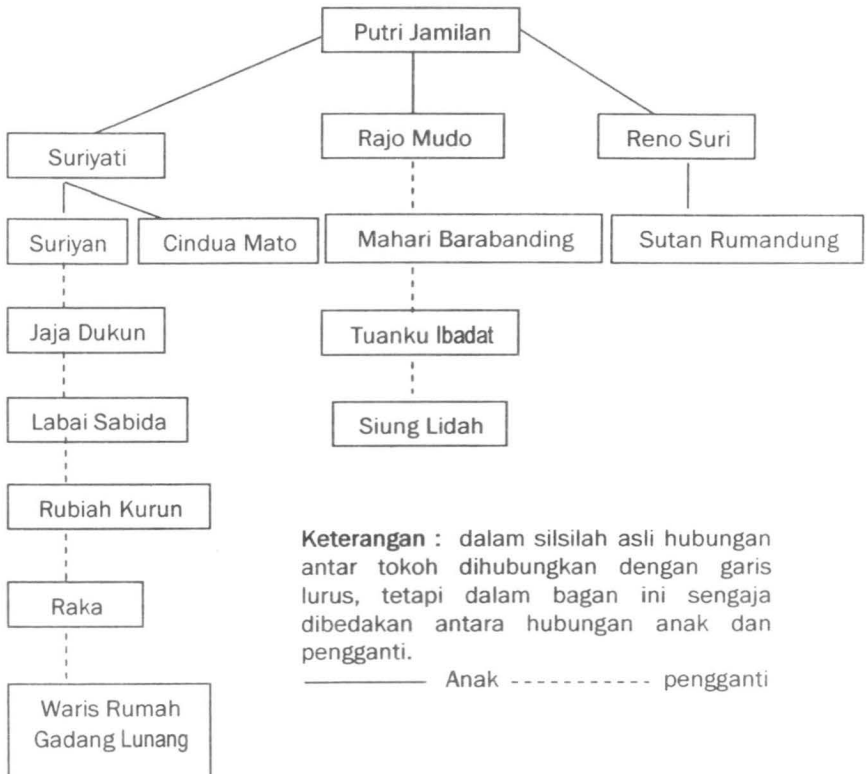 Putri Jamilan
Suriyati
Rajo Mudo
Reno Suri
Suriyan
Cindua Mato
Mahari Barabanding
Sutan Rumandung
Jaja Dukun
Tuanku Ibadat
Labai Sabida
Siung Lidah
Rubiah Kurun
Raka
Waris Rumah
Gadang Lunang
Keterangan : dalam silsilah asli hubungan
antar tokoh dihubungkan dengan garis
lurus, tetapi dalam bagan ini sengaja
dibedakan antara hubungan anak dan
pengganti.
Anak pengganti